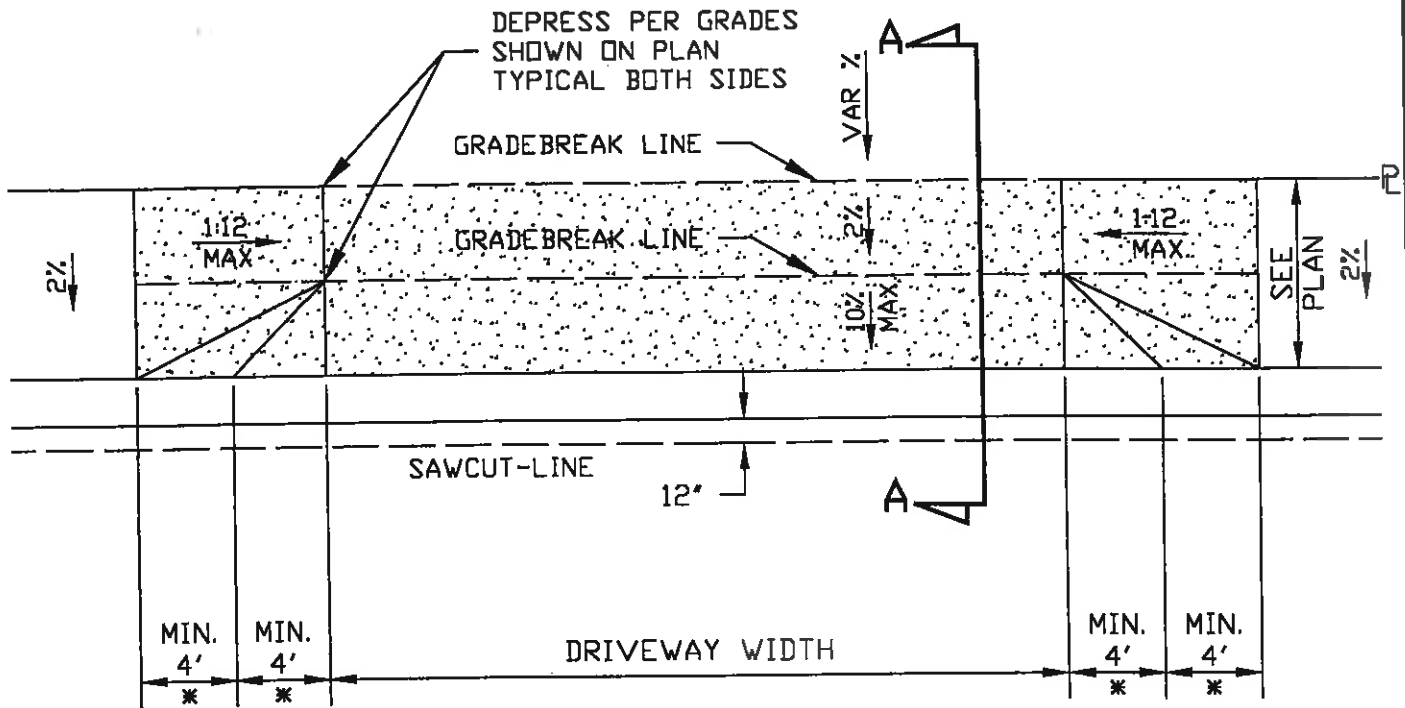 DEPRESS PER GRADES
SHOWN ON PLAN
TYPICAL BOTH SIDES
A
VAR %
GRADEBREAK LINE
PL
1:12
MAX
GRADEBREAK LINE
2%
1:12
MAX
2%
10%
MAX
SEE
PLAN
2%
SAWCUT-LINE
12"
A
MIN.
4'
*
MIN.
4'
*
DRIVEWAY WIDTH
MIN.
4'
*
MIN.
4'
*